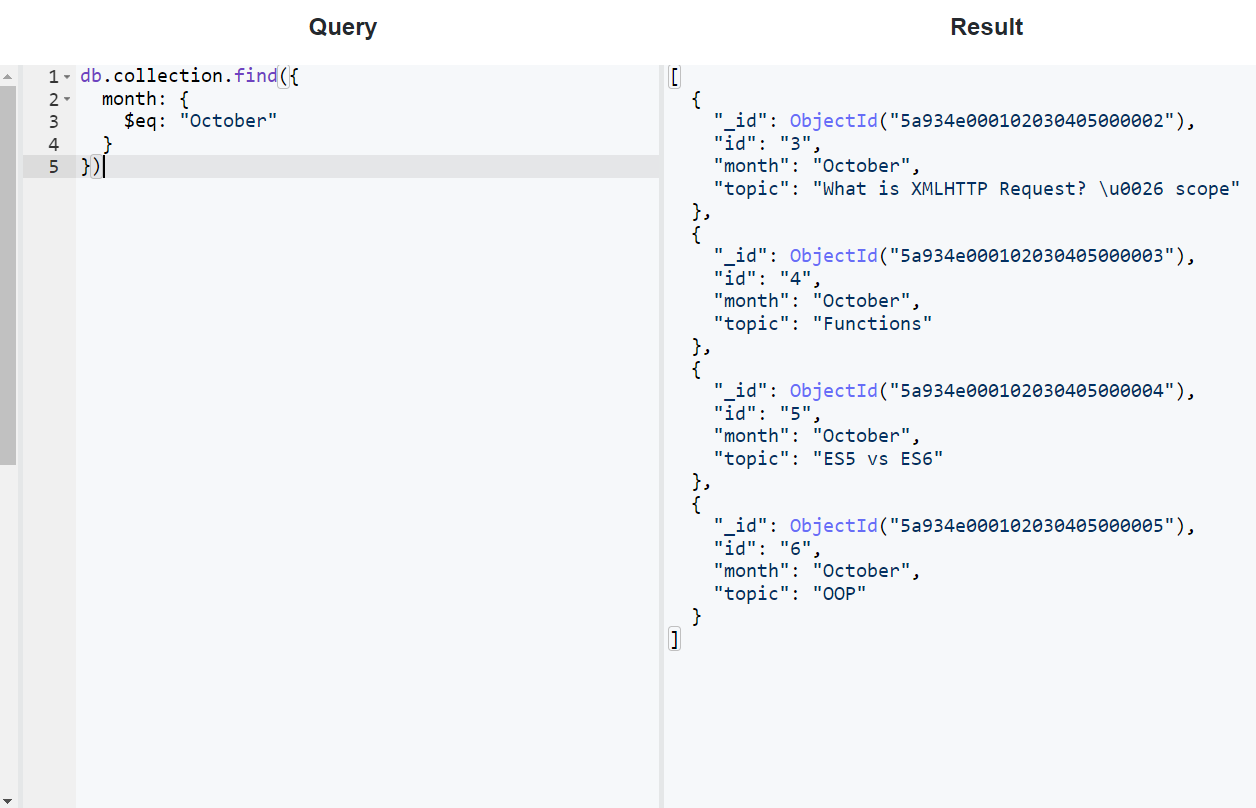 Query
1 db.collection.find({
2   month: {
3     $eq: "October"
4   }
5 })
Result
[
  {
    "_id": ObjectId("5a934e000102030405000002"),
    "id": "3",
    "month": "October",
    "topic": "What is XMLHTTP Request? \u0026 scope"
  },
  {
    "_id": ObjectId("5a934e000102030405000003"),
    "id": "4",
    "month": "October",
    "topic": "Functions"
  },
  {
    "_id": ObjectId("5a934e000102030405000004"),
    "id": "5",
    "month": "October",
    "topic": "ES5 vs ES6"
  },
  {
    "_id": ObjectId("5a934e000102030405000005"),
    "id": "6",
    "month": "October",
    "topic": "OOP"
  }
]